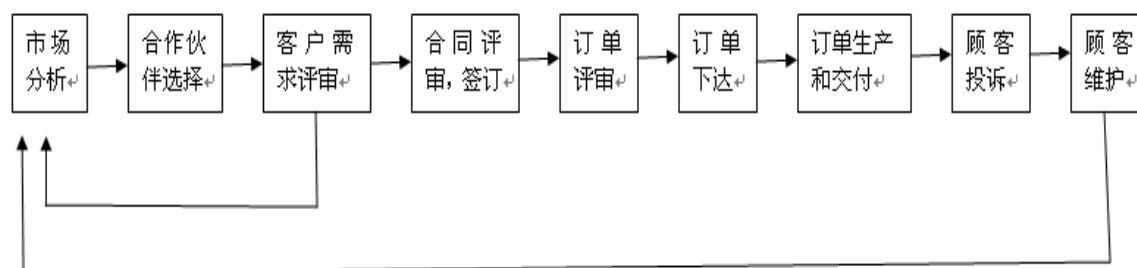 市场
分析
合作伙
伴选择
客户需
求评审
合同评
审，签订
订单
评审
订单
下达
订单生产
和交付
顾客
投诉
顾客
维护